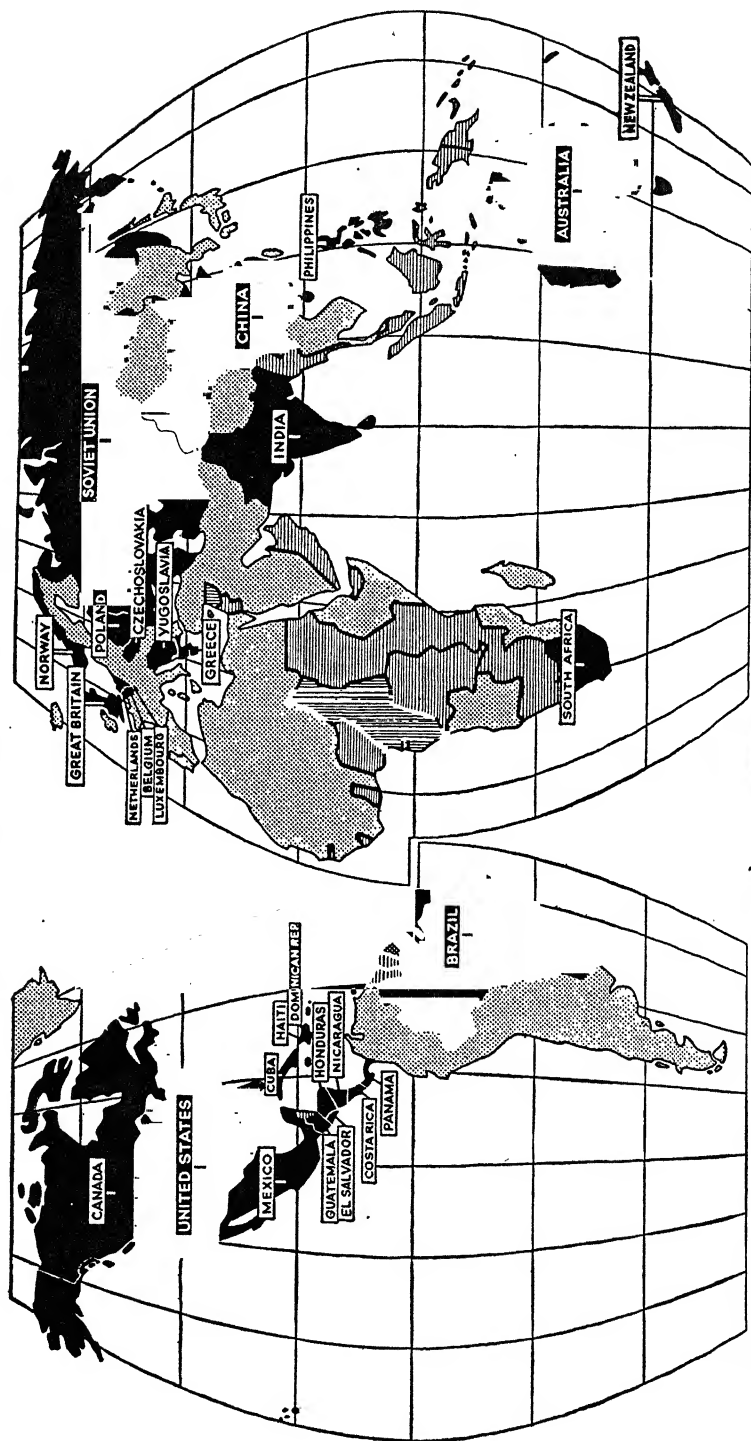 CANADA
UNITED STATES
MEXICO
CUBA
HAITI
DOMINICAN REP
HONDURAS
NICARAGUA
GUATEMALA
EL SALVADOR
COSTA RICA
PANAMA
BRAZIL
NORWAY
GREAT BRITAIN
NETHERLANDS
BELGIUM
LUXEMBOURG
POLAND
CZECHOSLOVAKIA
YUGOSLAVIA
GREECE
SOVIET UNION
CHINA
INDIA
PHILIPPINES
SOUTH AFRICA
AUSTRALIA
NEW ZEALAND